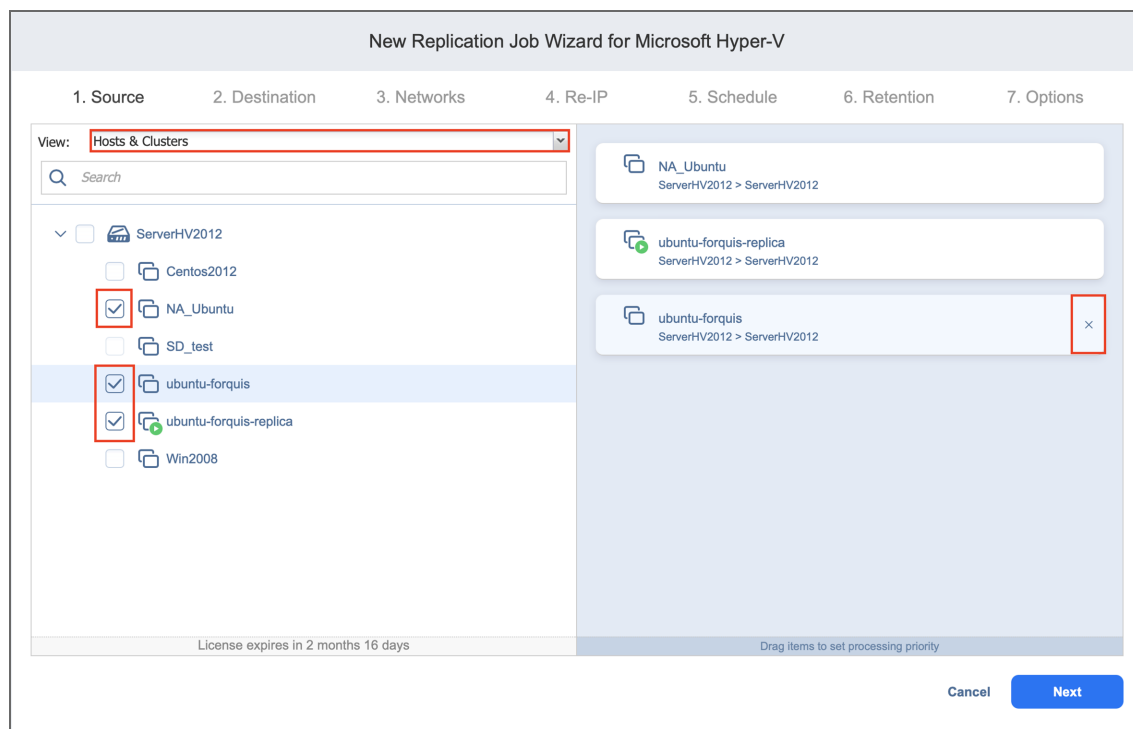 New Replication Job Wizard for Microsoft Hyper-V
1. Source 2. Destination 3. Networks 4. Re-IP 5. Schedule 6. Retention 7. Options
View: Hosts & Clusters
Search
ServerHV2012
Centos2012
NA_Ubuntu
SD_test
ubuntu-forquis
ubuntu-forquis-replica
Win2008
License expires in 2 months 16 days
NA_Ubuntu
ServerHV2012 > ServerHV2012
ubuntu-forquis-replica
ServerHV2012 > ServerHV2012
ubuntu-forquis
ServerHV2012 > ServerHV2012
Drag items to set processing priority
Cancel Next